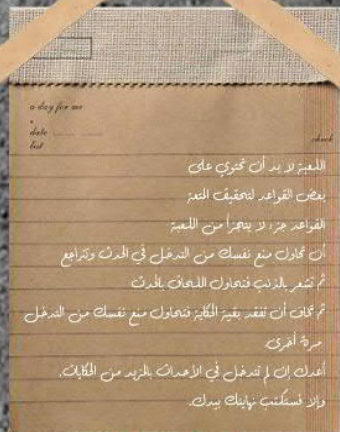 a day for me
date
list
check
اللعبة لا بد أن تحتوي على
بعض القواعد لتحقيق المتعة
القواعد جزء لا يتجزأ من اللعبة
أن تحاول منع نفسك من التدخل في الحدث وتتراجع
ثم تشعر بالذنب فتحاول اللحاق بالحدث
ثم تخاف أن تفقد بقية الحكاية فتحاول منع نفسك من التدخل
مرة أخرى
أعدك إن لم تتدخل في الأحداث بالمزيد من الحكايات.
وإلا فستكتب نهايتك بيدك.